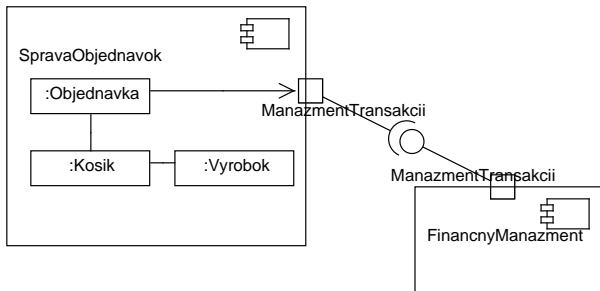 SpravaObjednavok
:Objednavka
ManazmentTransakcii
:Kosik
:Vyrobok
ManazmentTransakcii
FinancnyManazment